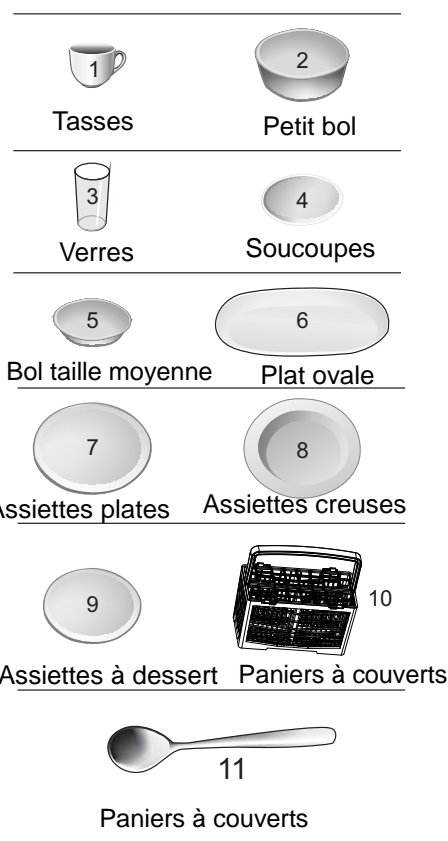 1 2
Tasses Petit bol
3 4
Verres Soucoupes
5 6
Bol taille moyenne Plat ovale
7 8
Assiettes plates Assiettes creuses
9 10
Assiettes à dessert Paniers à couverts
11
Paniers à couverts